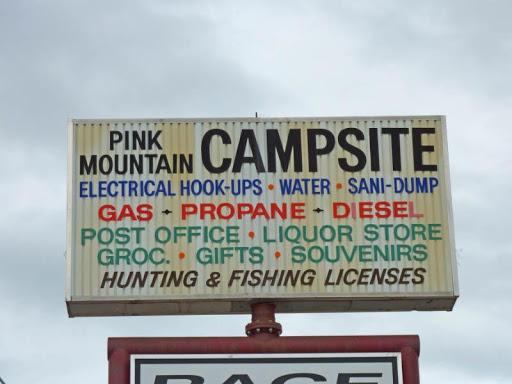 PINK MOUNTAIN CAMPSITE
ELECTRICAL HOOK-UPS • WATER • SANI-DUMP
GAS • PROPANE • DIESEL
POST OFFICE • LIQUOR STORE
GROC. • GIFTS • SOUVENIRS
HUNTING & FISHING LICENSES